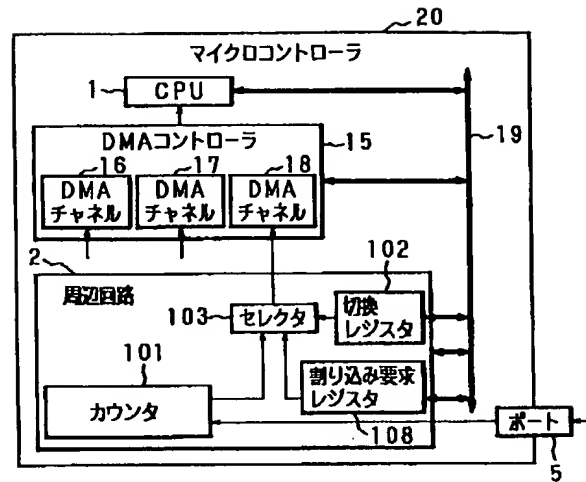 20
マイクロコントローラ
1
CPU
19
DMAコントローラ
15
16
17
18
DMA
チャネル
DMA
チャネル
DMA
チャネル
2
周辺回路
102
103
セレクタ
切換
レジスタ
101
カウンタ
割り込み要求
レジスタ
108
ポート
5